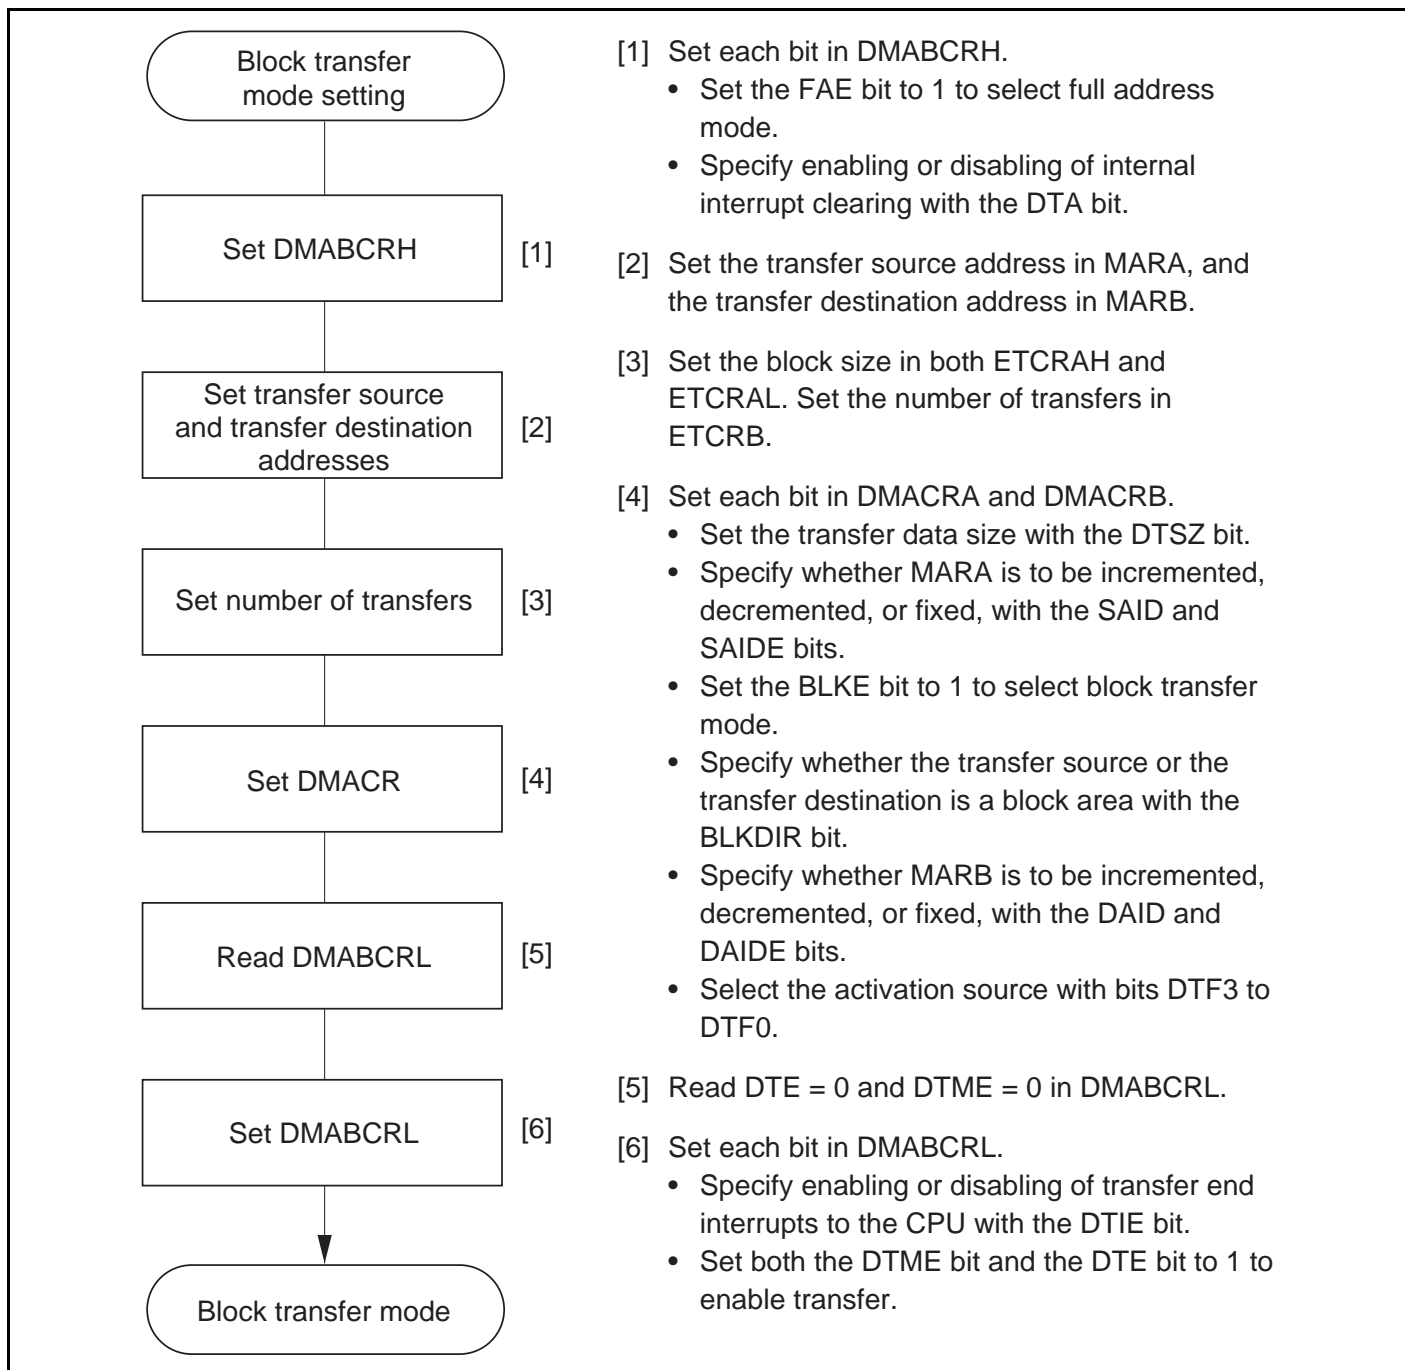 Block transfer
mode setting
Set DMABCRH
[1]
Set transfer source
and transfer destination
addresses
[2]
Set number of transfers
[3]
Set DMACR
[4]
Read DMABCRL
[5]
Set DMABCRL
[6]
Block transfer mode
[1] Set each bit in DMABCRH.
• Set the FAE bit to 1 to select full address
mode.
• Specify enabling or disabling of internal
interrupt clearing with the DTA bit.
[2] Set the transfer source address in MARA, and
the transfer destination address in MARB.
[3] Set the block size in both ETCRAH and
ETCRAL. Set the number of transfers in
ETCRB.
[4] Set each bit in DMACRA and DMACRB.
• Set the transfer data size with the DTSZ bit.
• Specify whether MARA is to be incremented,
decremented, or fixed, with the SAID and
SAIDE bits.
• Set the BLKE bit to 1 to select block transfer
mode.
• Specify whether the transfer source or the
transfer destination is a block area with the
BLKDIR bit.
• Specify whether MARB is to be incremented,
decremented, or fixed, with the DAID and
DAIDE bits.
• Select the activation source with bits DTF3 to
DTF0.
[5] Read DTE = 0 and DTME = 0 in DMABCRL.
[6] Set each bit in DMABCRL.
• Specify enabling or disabling of transfer end
interrupts to the CPU with the DTIE bit.
• Set both the DTME bit and the DTE bit to 1 to
enable transfer.